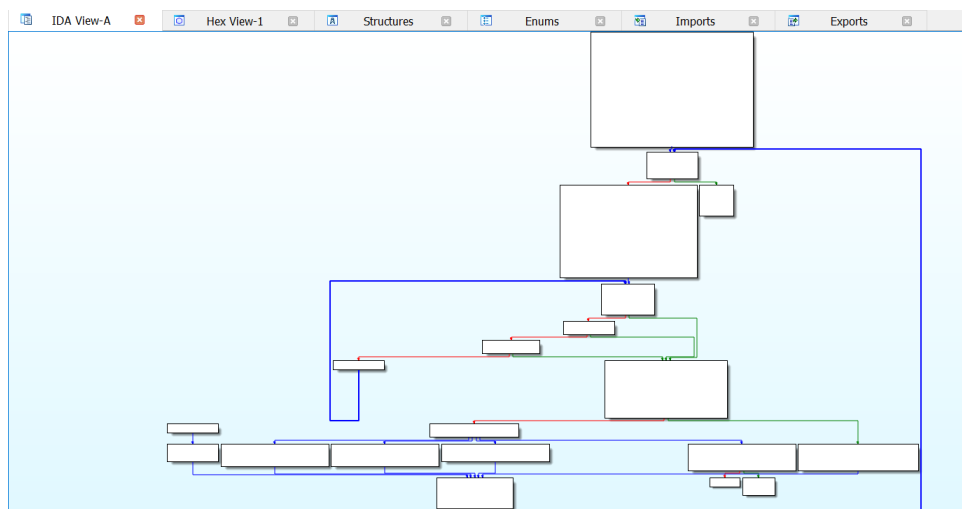 IDA View-A
Hex View-1
Structures
Enums
Imports
Exports